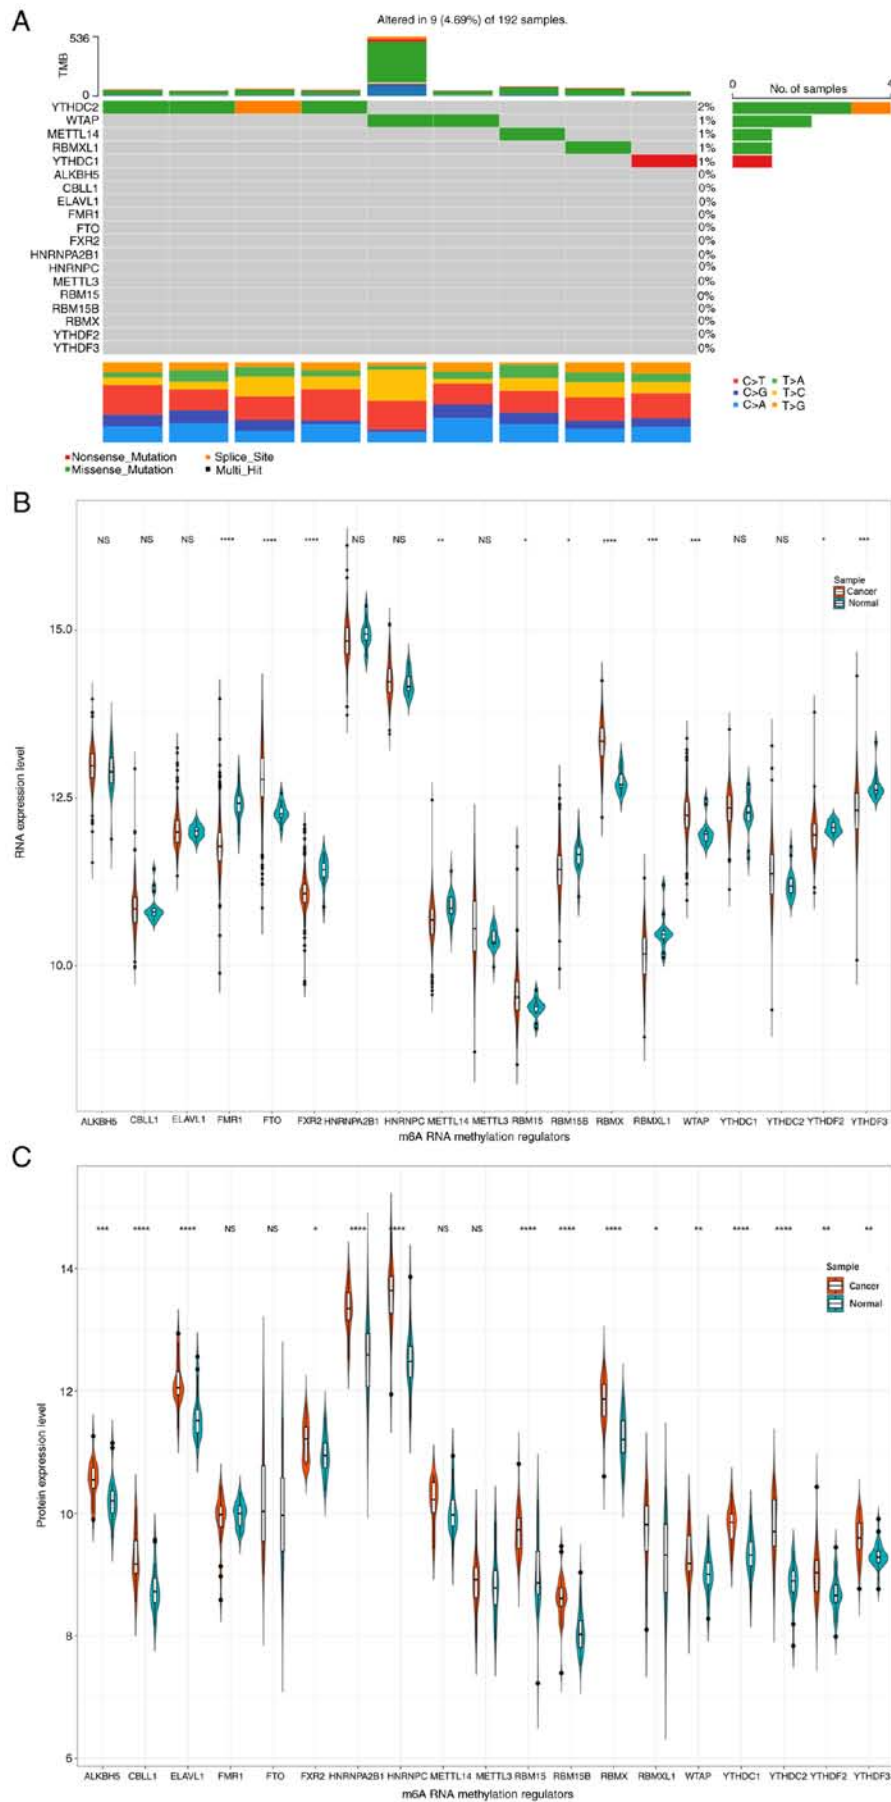 A
Altered in 9 (4.69%) of 192 samples.
536
TMB
0
0
4
No. of samples
YTHDC2 2%
WTAP 1%
METTL14 1%
RBMXL1 1%
YTHDC1 1%
ALKBH5 0%
CBLL1 0%
ELAVL1 0%
FMR1 0%
FTO 0%
FXR2 0%
HNRNPA2B1 0%
HNRNPC 0%
METTL3 0%
RBM15 0%
RBM15B 0%
RBMX 0%
YTHDF2 0%
YTHDF3 0%
C>T T>A
C>G T>C
C>A T>G
Nonsense_Mutation Splice_Site
Missense_Mutation Multi_Hit
B
NS NS NS **** **** **** NS NS ** NS * * **** *** *** NS NS * ***
Sample
Cancer
Normal
15.0
12.5
10.0
RNA expression level
ALKBH5 CBLL1 ELAVL1 FMR1 FTO FXR2 HNRNPA2B1 HNRNPC METTL14 METTL3 RBM15 RBM15B RBMX RBMXL1 WTAP YTHDC1 YTHDC2 YTHDF2 YTHDF3
m6A RNA methylation regulators
C
*** **** **** NS NS * **** **** NS NS **** **** **** * ** **** **** ** **
Sample
Cancer
Normal
14
12
10
8
6
Protein expression level
ALKBH5 CBLL1 ELAVL1 FMR1 FTO FXR2 HNRNPA2B1 HNRNPC METTL14 METTL3 RBM15 RBM15B RBMX RBMXL1 WTAP YTHDC1 YTHDC2 YTHDF2 YTHDF3
m6A RNA methylation regulators